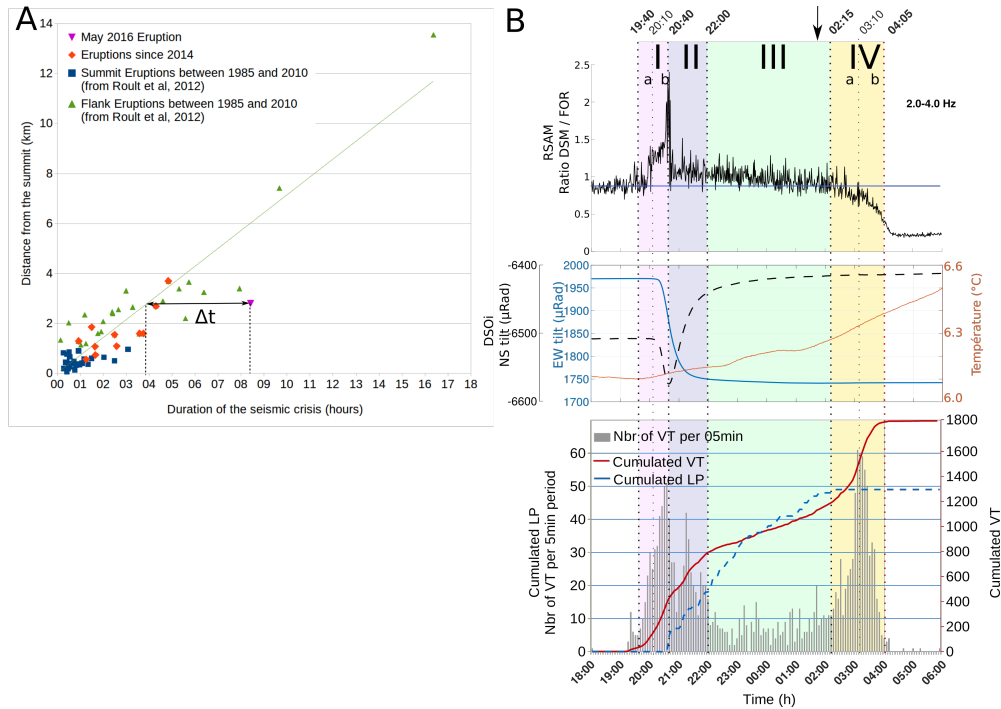 A
14
12
10
8
6
4
2
0
Distance from the summit (km)
May 2016 Eruption
Eruptions since 2014
Summit Eruptions between 1985 and 2010
(from Roult et al, 2012)
Flank Eruptions between 1985 and 2010
(from Roult et al, 2012)
Δt
00 01 02 03 04 05 06 07 08 09 10 11 12 13 14 15 16 17 18
Duration of the seismic crisis (hours)
B
19:40
20:10
20:40
22:00
02:15
03:10
04:05
I
II
III
IV
a b
a b
2.0-4.0 Hz
RSAM
Ratio DSM / FOR
2.5
2
1.5
1
0.5
0
DSOi
NS tilt (μRad)
-6400
-6500
-6600
EW tilt (μRad)
2000
1950
1900
1850
1800
1750
1700
Température (°C)
6.6
6.3
6.0
Nbr of VT per 05min
Cumulated VT
Cumulated LP
Cumulated LP
Nbr of VT per 5min period
60
50
40
30
20
10
0
1800
1600
1400
1200
1000
800
600
400
200
0
Cumulated VT
18:00 19:00 20:00 21:00 22:00 23:00 00:00 01:00 02:00 03:00 04:00 05:00 06:00
Time (h)